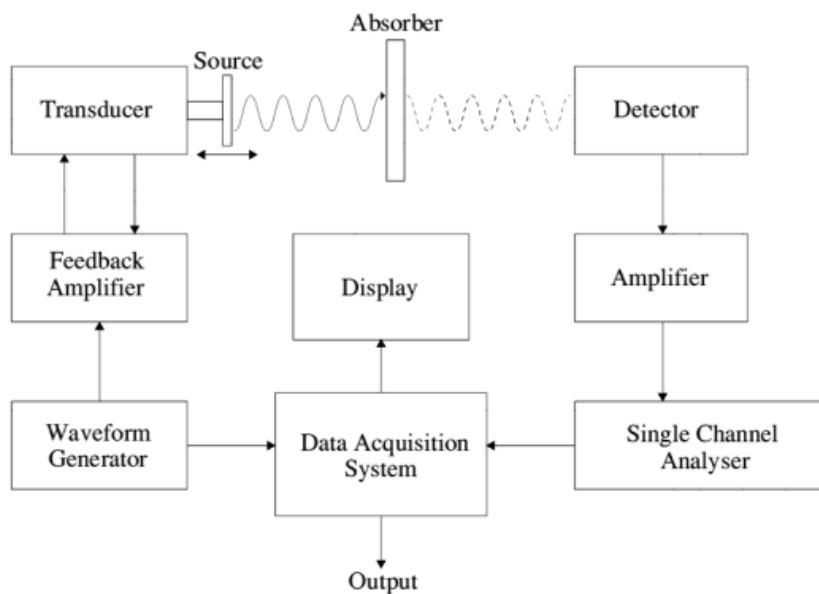 Absorber
Source
Transducer
Detector
Feedback
Amplifier
Display
Amplifier
Waveform
Generator
Data Acquisition
System
Single Channel
Analyser
Output